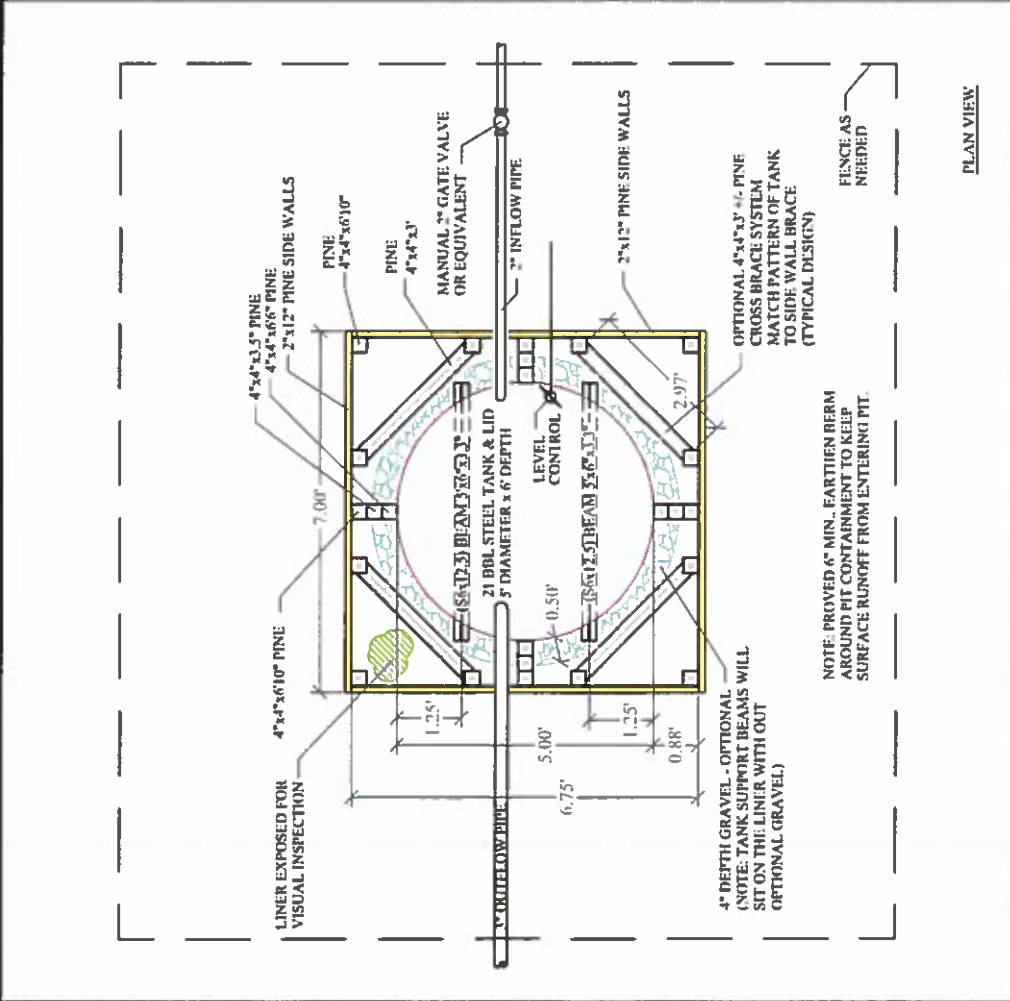 4"x4"x3.5" PINE
4"x4"x6'6" PINE
2"x12" PINE SIDE WALLS
PINE
4"x4"x6'10"
PINE
4"x4"x3'
MANUAL 2" GATE VALVE
OR EQUIVALENT
2" INFLOW PIPE
2"x12" PINE SIDE WALLS
OPTIONAL 4"x4"x3' +/- PINE
CROSS BRACE SYSTEM
MATCH PATTERN OF TANK
TO SIDE WALL BRACE
(TYPICAL DESIGN)
FENCE AS
NEEDED
PLAN VIEW
4"x4"x6'10" PINE
7.00'
LINER EXPOSED FOR
VISUAL INSPECTION
BEAM
21 BBL STEEL TANK & LID
5' DIAMETER x 6' DEPTH
LEVEL
CONTROL
BEAM
2.97'
0.50'
1.25'
1.25'
5.00'
0.88'
6.75'
OUTFLOW PIPE
4" DEPTH GRAVEL - OPTIONAL
(NOTE: TANK SUPPORT BEAMS WILL
SIT ON THE LINER WITH OUT
OPTIONAL GRAVEL)
NOTE: PROVED 6" MIN., EARTHEN BERM
AROUND PIT CONTAINMENT TO KEEP
SURFACE RUNOFF FROM ENTERING PIT.